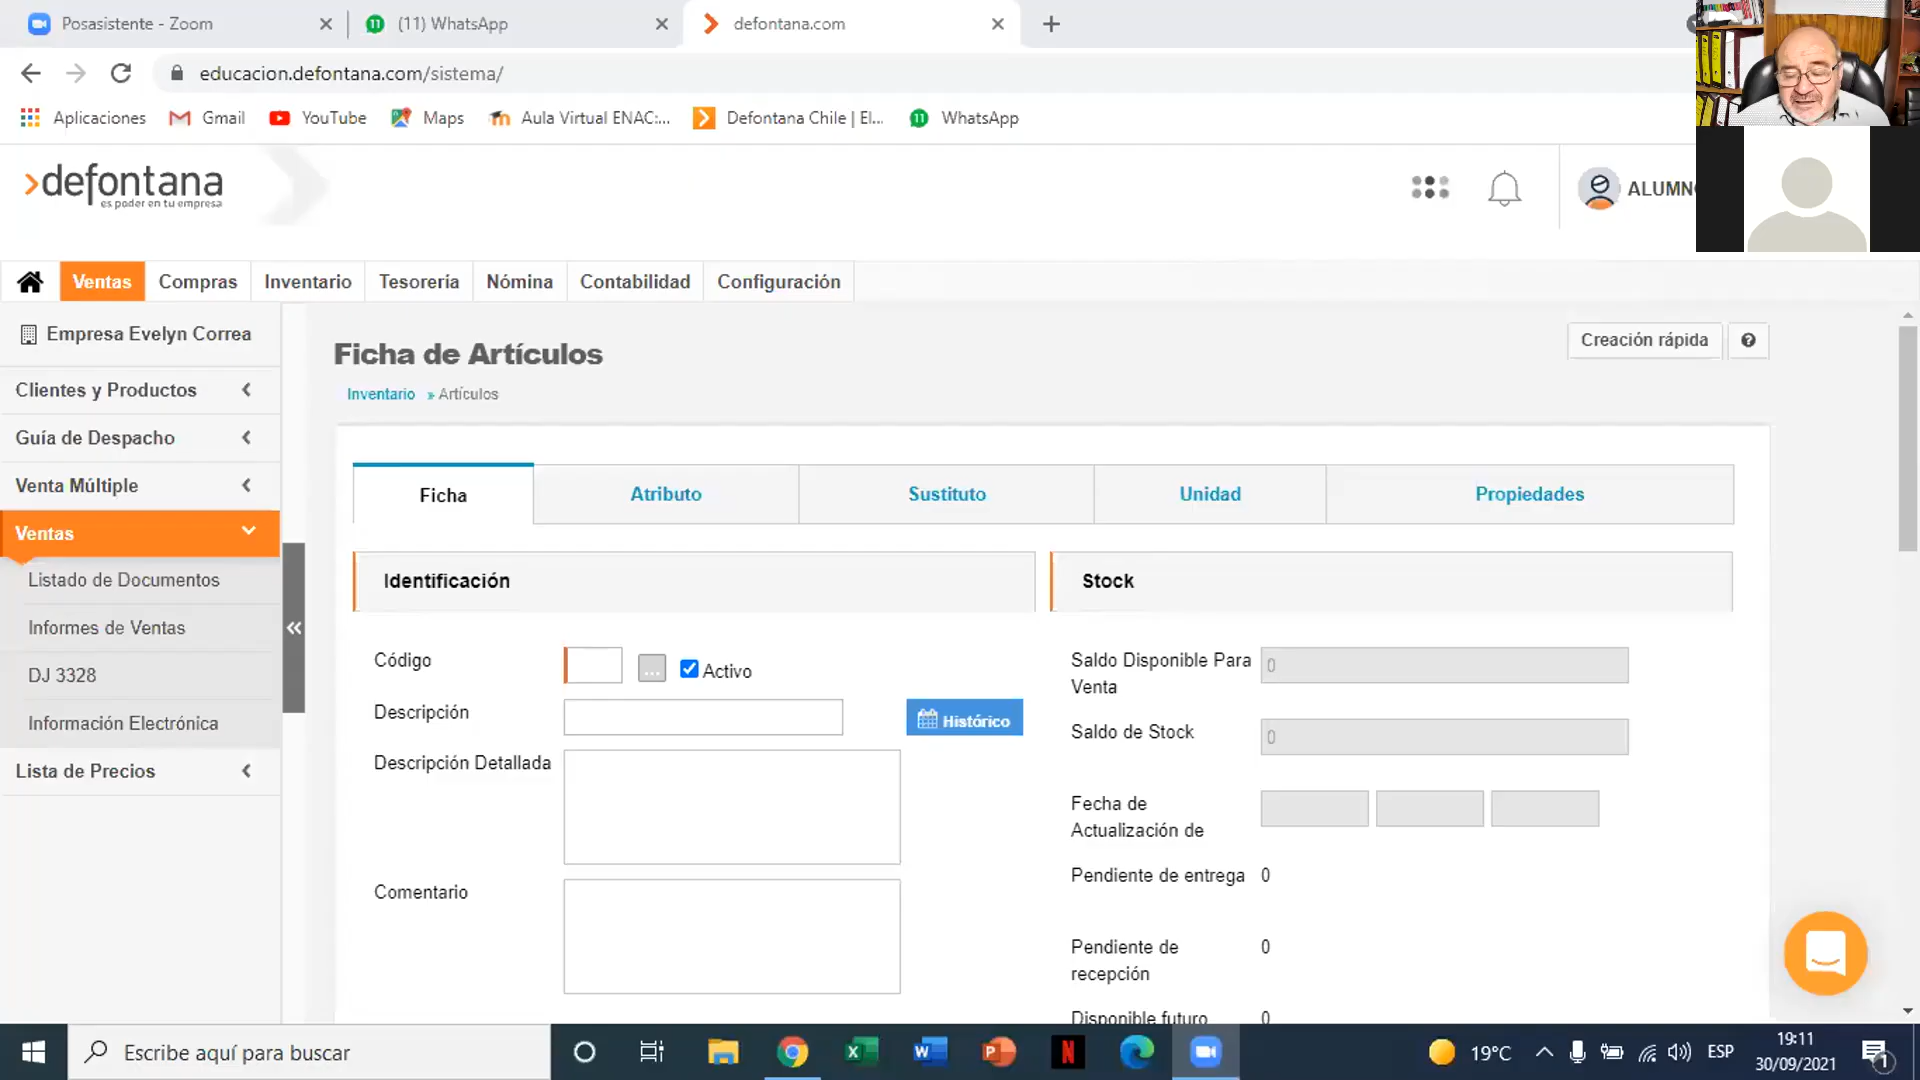 Posasistente - Zoom
11
(11) WhatsApp
defontana.com
educacion.defontana.com/sistema/
Aplicaciones
Gmail
YouTube
Maps
Aula Virtual ENAC:...
Defontana Chile | El...
11
WhatsApp
defontana
es poder en tu empresa
Ventas
Compras
Inventario
Tesorería
Nómina
Contabilidad
Configuración
Empresa Evelyn Correa
Clientes y Productos
Guía de Despacho
Venta Múltiple
Ventas
Listado de Documentos
Informes de Ventas
DJ 3328
Información Electrónica
Lista de Precios
«
Ficha de Artículos
Creación rápida
?
Inventario » Artículos
Ficha
Atributo
Sustituto
Unidad
Propiedades
Identificación
Código
...
Activo
Descripción
Histórico
Descripción Detallada
Comentario
Stock
Saldo Disponible Para
Venta
0
Saldo de Stock
0
Fecha de
Actualización de
Pendiente de entrega 0
Pendiente de
recepción
0
Disponible futuro 0
Escribe aquí para buscar
19°C
ESP
19:11
30/09/2021
1